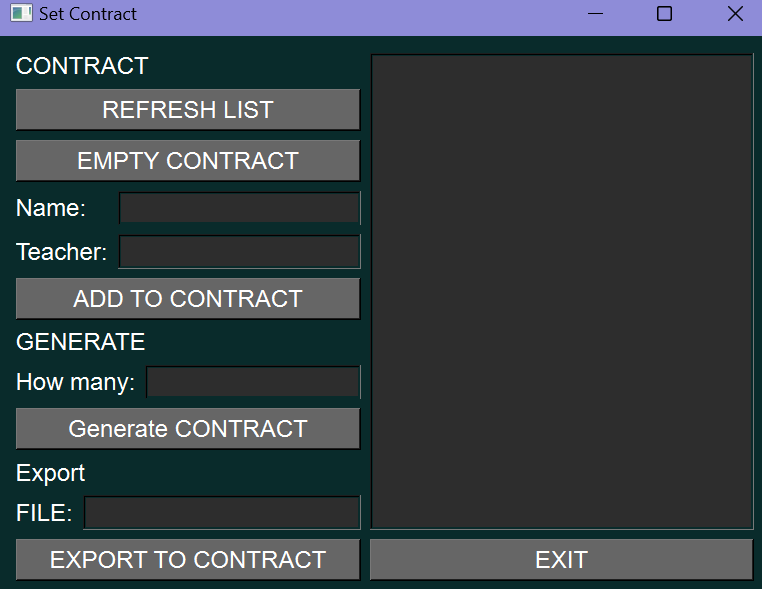 Set Contract
CONTRACT
REFRESH LIST
EMPTY CONTRACT
Name:
Teacher:
ADD TO CONTRACT
GENERATE
How many:
Generate CONTRACT
Export
FILE:
EXPORT TO CONTRACT
EXIT